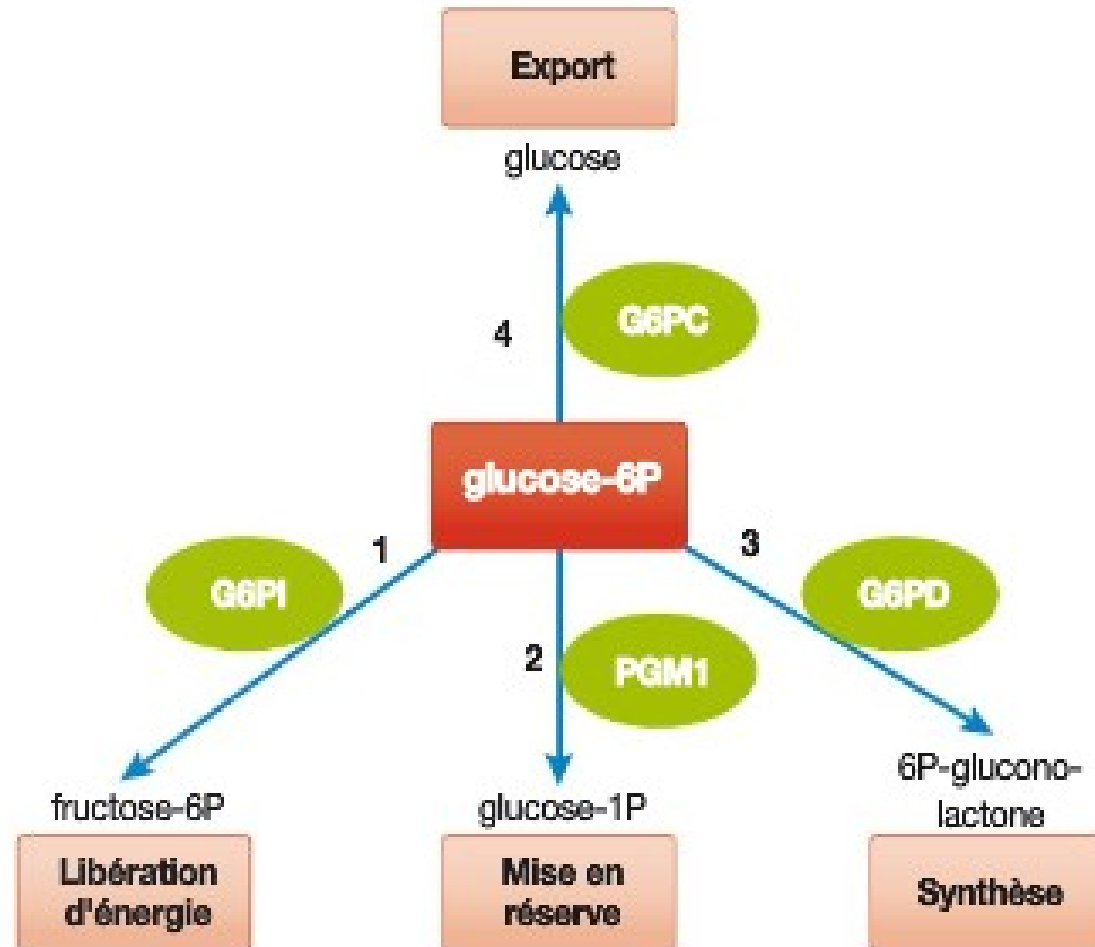 Export
glucose
4
G6PC
glucose-6P
1
3
G6PI
G6PD
2
PGM1
fructose-6P
glucose-1P
6P-glucono-
lactone
Libération
d'énergie
Mise en
réserve
Synthèse